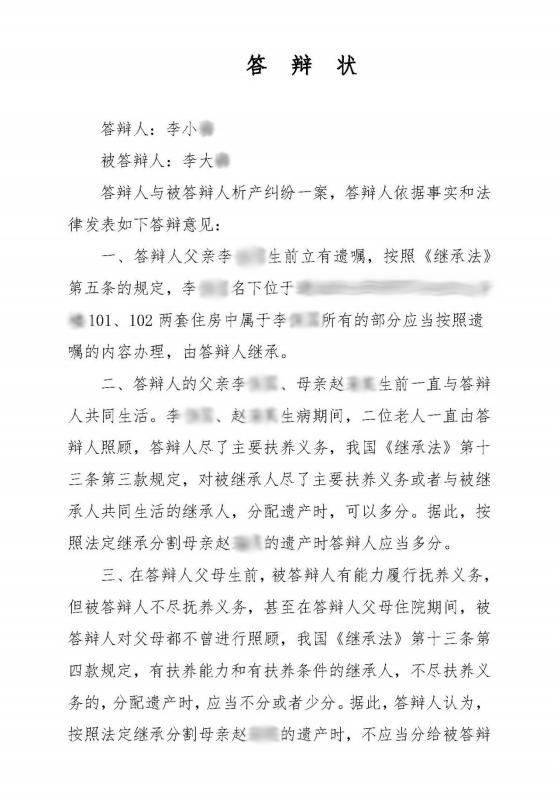 答辩状
答辩人：李小
被答辩人：李大
答辩人与被答辩人析产纠纷一案，答辩人依据事实和法
律发表如下答辩意见：
一、答辩人父亲李 生前立有遗嘱，按照《继承法》
第五条的规定，李 名下位于
101、102 两套住房中属于李 所有的部分应当按照遗
嘱的内容办理，由答辩人继承。
二、答辩人的父亲李 、母亲赵 生前一直与答辩
人共同生活。李 、赵 生病期间，二位老人一直由答
辩人照顾，答辩人尽了主要扶养义务，我国《继承法》第十
三条第三款规定，对被继承人尽了主要扶养义务或者与被继
承人共同生活的继承人，分配遗产时，可以多分。据此，按
照法定继承分割母亲赵 的遗产时答辩人应当多分。
三、在答辩人父母生前，被答辩人有能力履行抚养义务，
但被答辩人不尽抚养义务，甚至在答辩人父母住院期间，被
答辩人对父母都不曾进行照顾，我国《继承法》第十三条第
四款规定，有扶养能力和有扶养条件的继承人，不尽扶养义
务的，分配遗产时，应当不分或者少分。据此，答辩人认为，
按照法定继承分割母亲赵 的遗产时，不应当分给被答辩